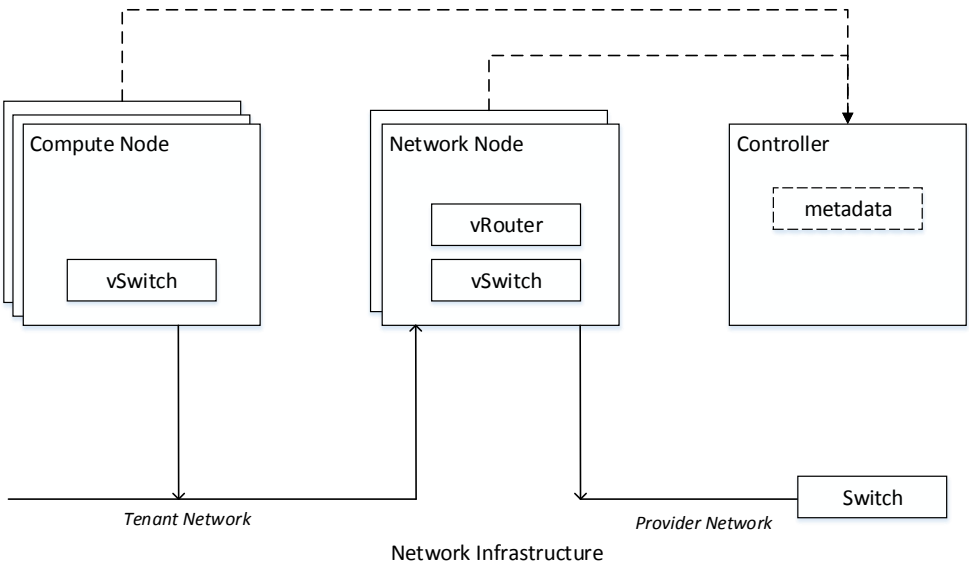 Compute Node
Network Node
Controller
metadata
vRouter
vSwitch
vSwitch
Switch
Tenant Network
Provider Network
Network Infrastructure